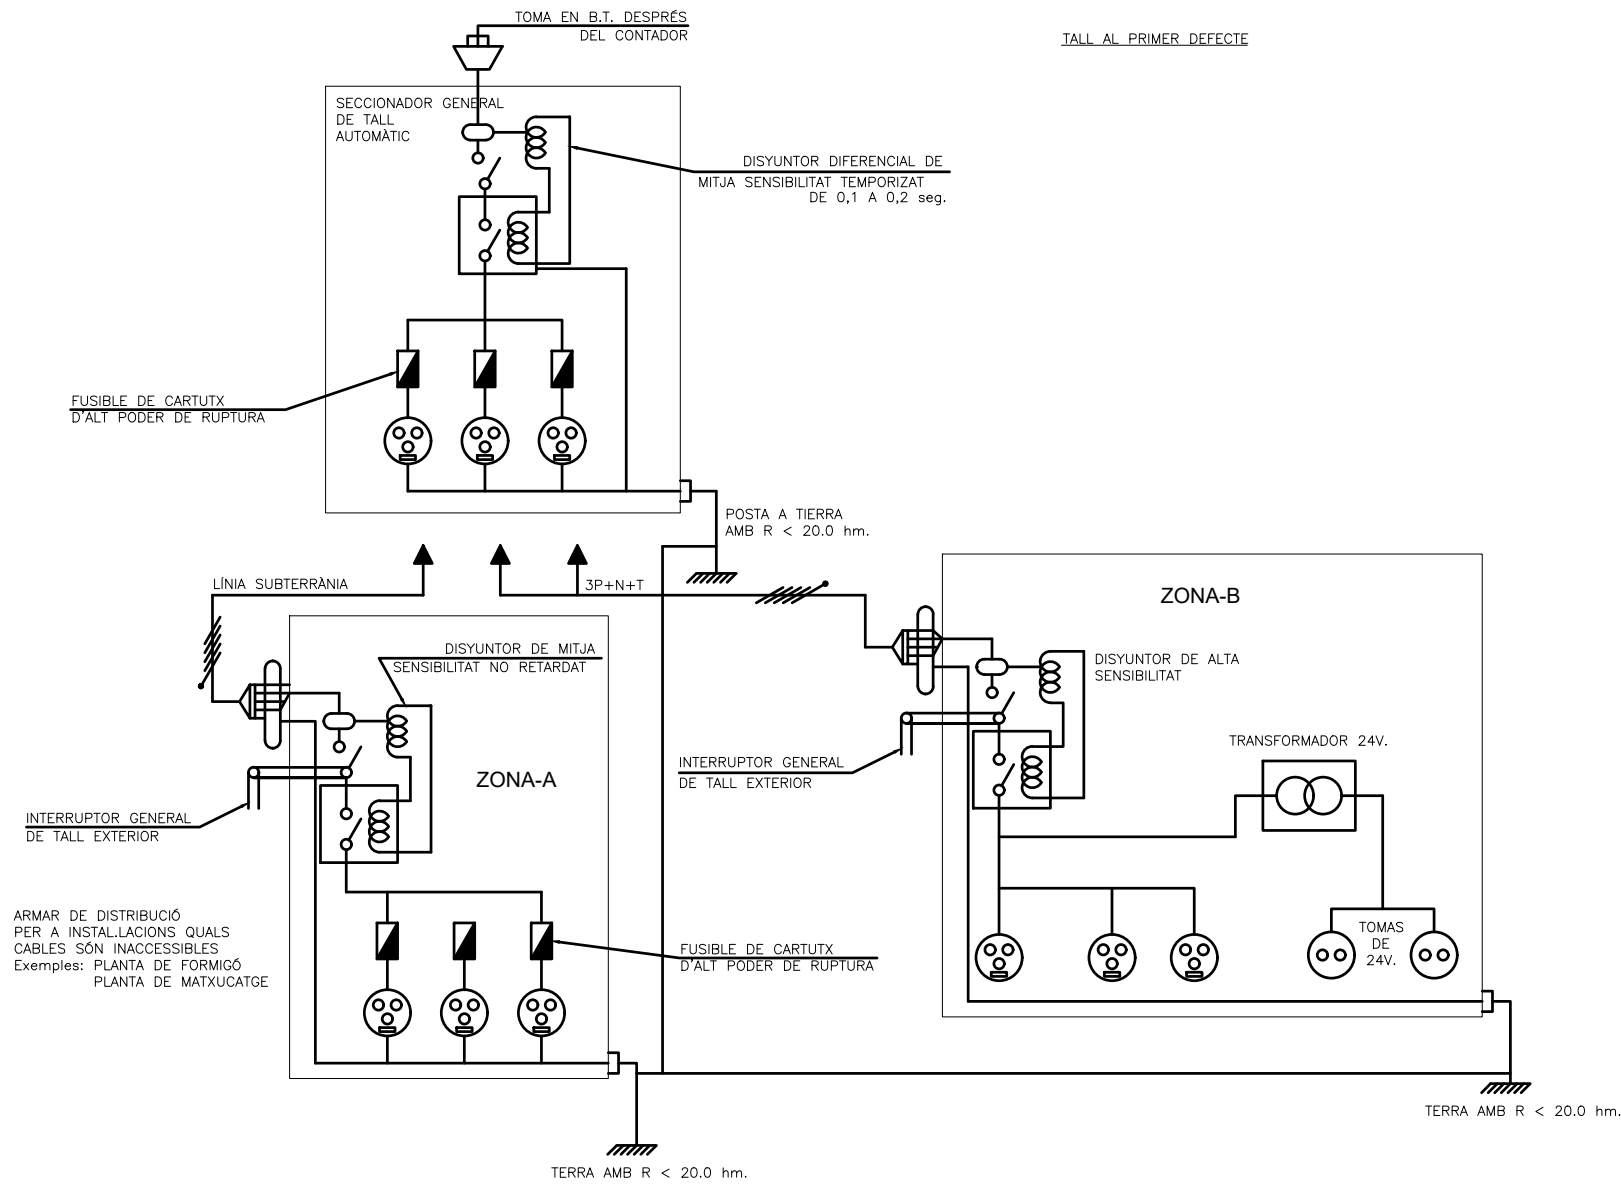 TOMA EN B.T. DESPRÉS
DEL CONTADOR
TALL AL PRIMER DEFECTE
SECCIONADOR GENERAL
DE TALL
AUTOMÀTIC
DISYUNTOR DIFERENCIAL DE
MITJA SENSIBILITAT TEMPORIZAT
DE 0,1 A 0,2 seg.
FUSIBLE DE CARTUTX
D'ALT PODER DE RUPTURA
POSTA A TIERRA
AMB R < 20.0 hm.
LÍNIA SUBTERRÀNIA
3P+N+T
ZONA-B
DISYUNTOR DE MITJA
SENSIBILITAT NO RETARDAT
DISYUNTOR DE ALTA
SENSIBILITAT
TRANSFORMADOR 24V.
INTERRUPTOR GENERAL
DE TALL EXTERIOR
ZONA-A
INTERRUPTOR GENERAL
DE TALL EXTERIOR
ARMAR DE DISTRIBUCIÓ
PER A INSTAL.LACIONS QUALS
CABLES SÓN INACCESSIBLES
Exemples: PLANTA DE FORMIGÓ
PLANTA DE MATXUCATGE
FUSIBLE DE CARTUTX
D'ALT PODER DE RUPTURA
TOMAS
DE
24V.
TERRA AMB R < 20.0 hm.
TERRA AMB R < 20.0 hm.